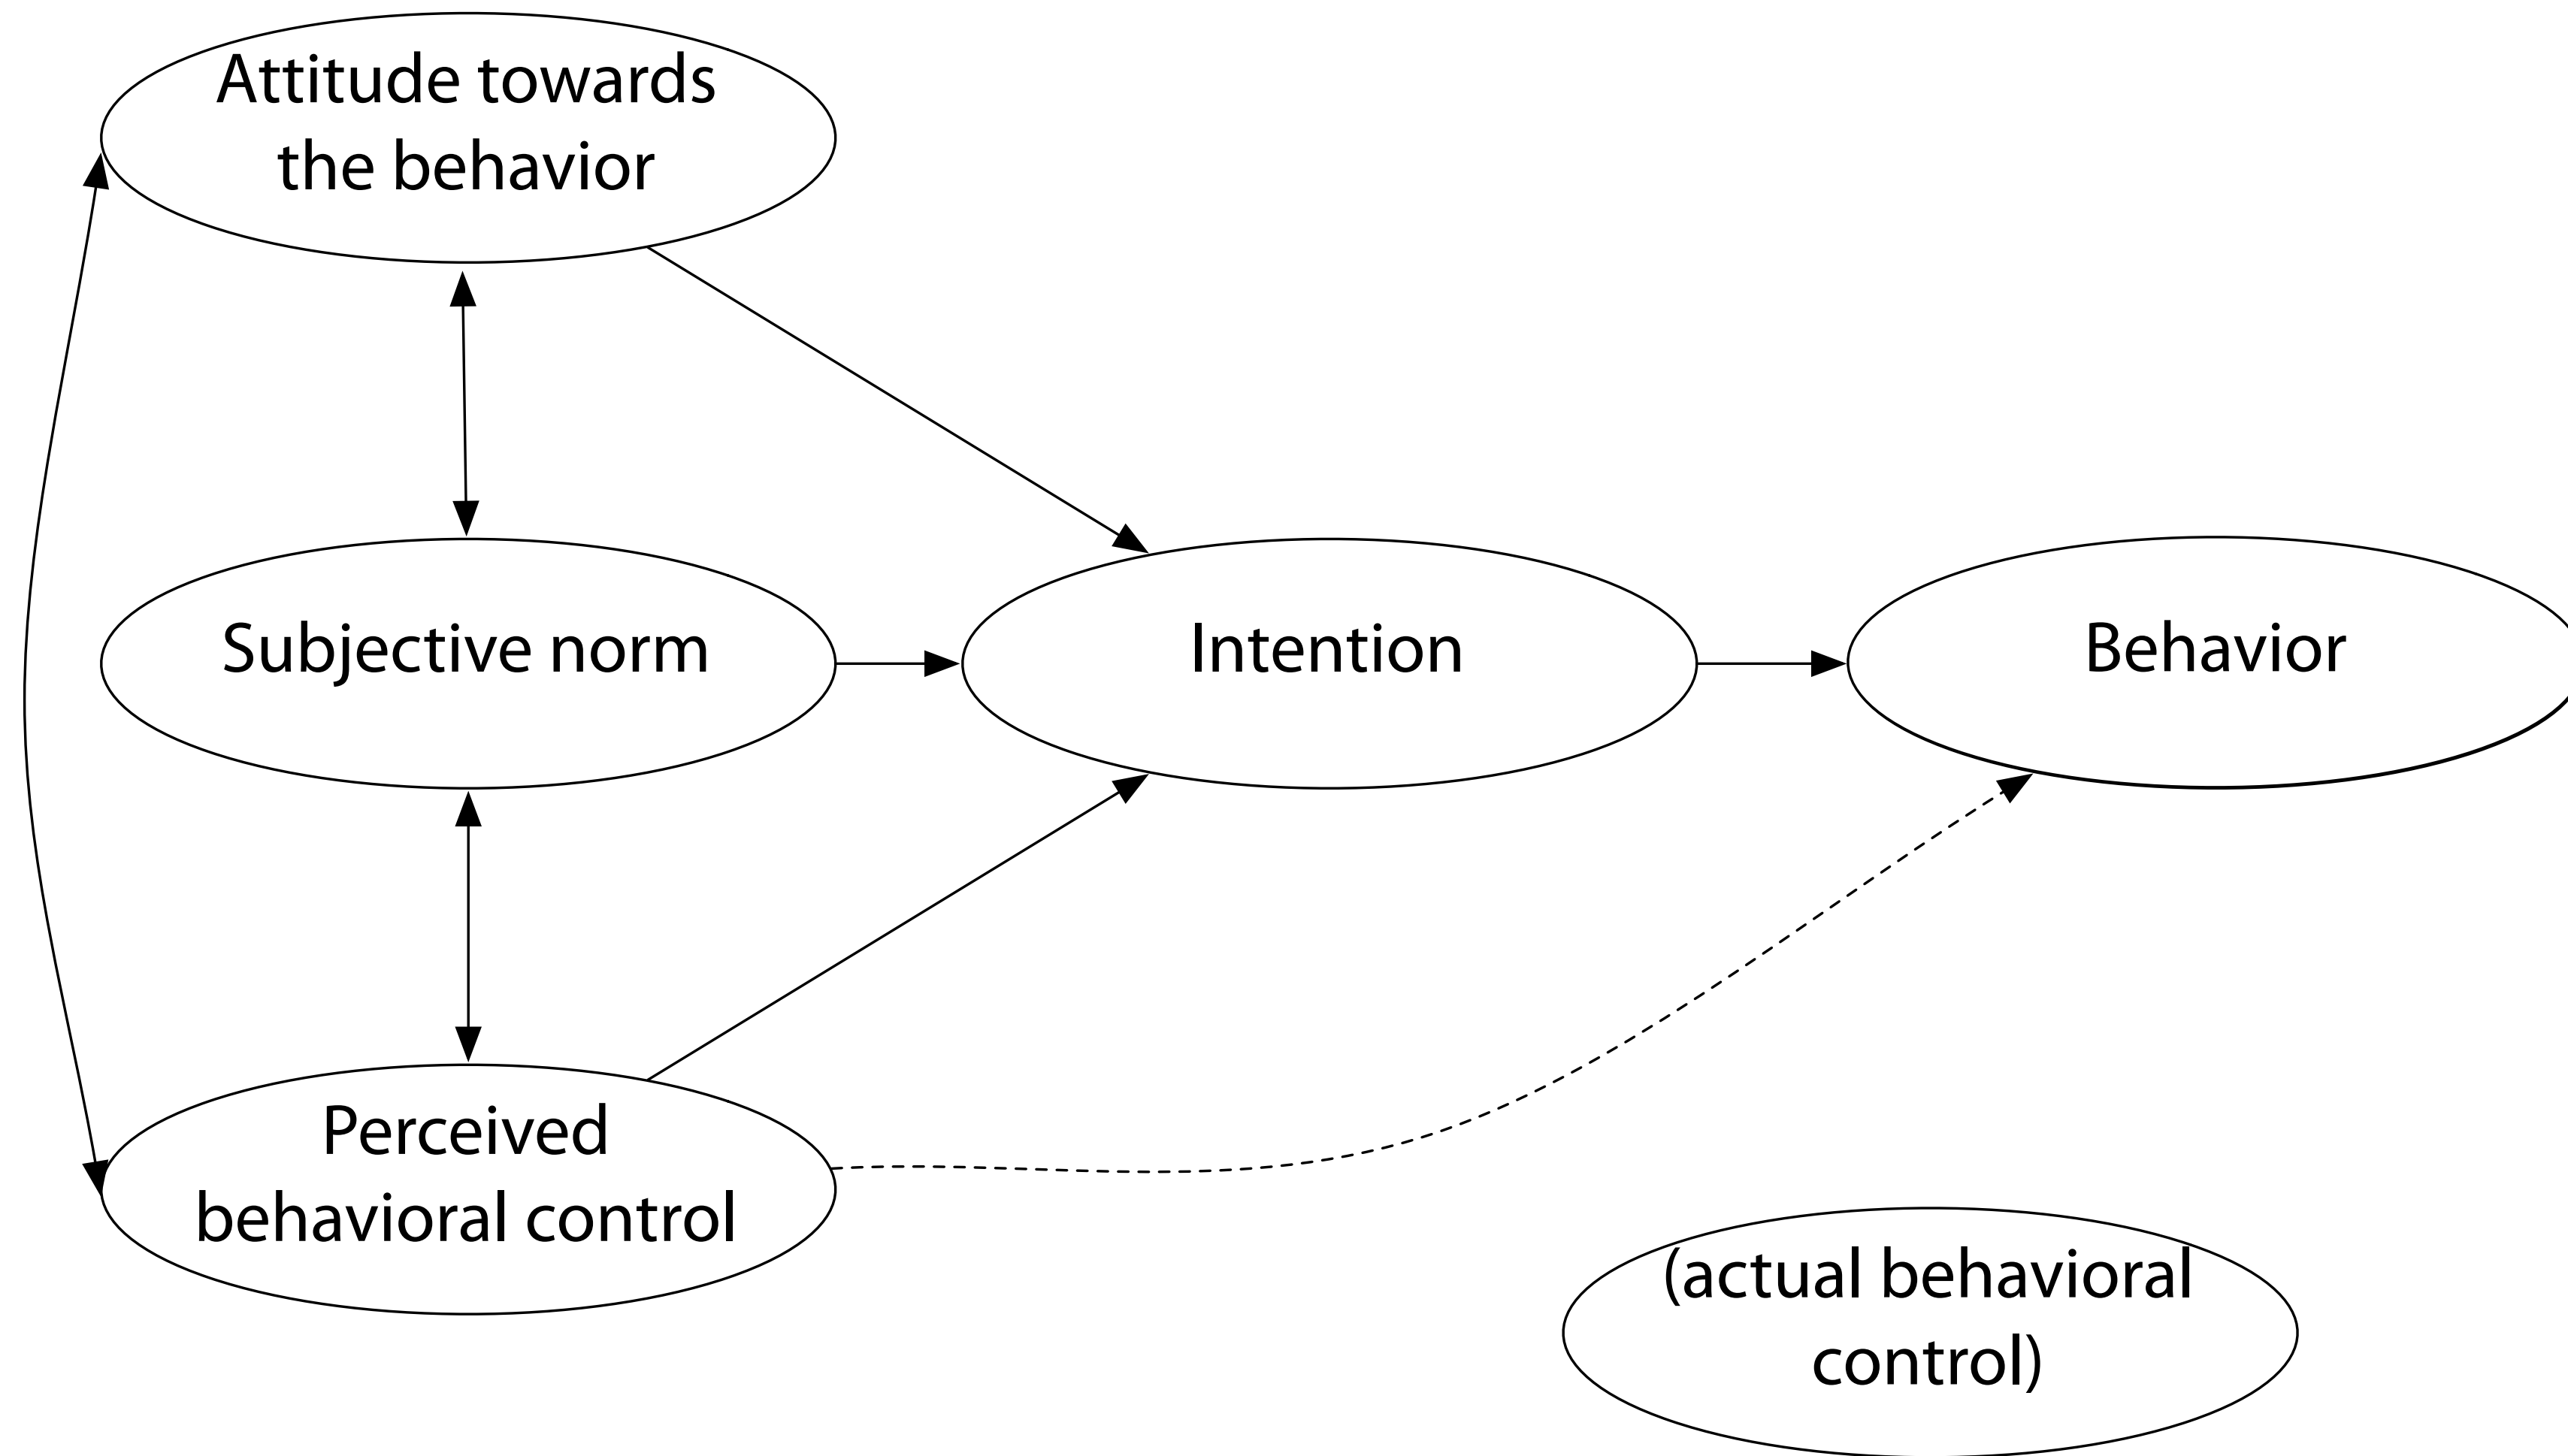 Attitude towards
the behavior
Subjective norm
Intention
Behavior
Perceived
behavioral control
(actual behavioral
control)